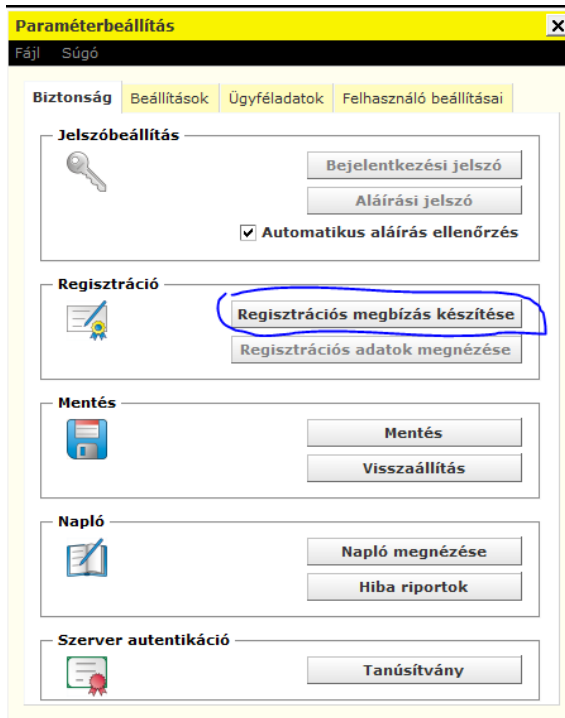 Paraméterbeállítás
Fájl Súgó
Biztonság Beállítások Ügyféladatok Felhasználó beállításai
Jelszóbeállítás
Bejelentkezési jelszó
Aláírási jelszó
Automatikus aláírás ellenőrzés
Regisztráció
Regisztrációs megbízás készítése
Regisztrációs adatok megnézése
Mentés
Mentés
Visszaállítás
Napló
Napló megnézése
Hiba riportok
Szerver autentikáció
Tanúsítvány